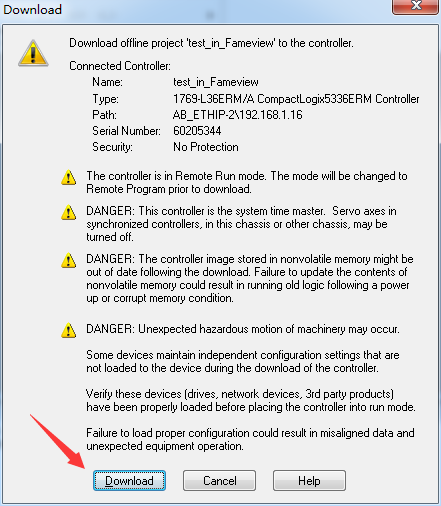 Download
Download offline project 'test_in_Fameview' to the controller.
Connected Controller:
Name: test_in_Fameview
Type: 1769-L36ERM/A CompactLogix5336ERM Controller
Path: AB_ETHIP-2\192.168.1.16
Serial Number: 60205344
Security: No Protection
The controller is in Remote Run mode. The mode will be changed to
Remote Program prior to download.
DANGER: This controller is the system time master. Servo axes in
synchronized controllers, in this chassis or other chassis, may be
turned off.
DANGER: The controller image stored in nonvolatile memory might be
out of date following the download. Failure to update the contents of
nonvolatile memory could result in running old logic following a power
up or corrupt memory condition.
DANGER: Unexpected hazardous motion of machinery may occur.
Some devices maintain independent configuration settings that are
not loaded to the device during the download of the controller.
Verify these devices (drives, network devices, 3rd party products)
have been properly loaded before placing the controller into run mode.
Failure to load proper configuration could result in misaligned data and
unexpected equipment operation.
Download Cancel Help